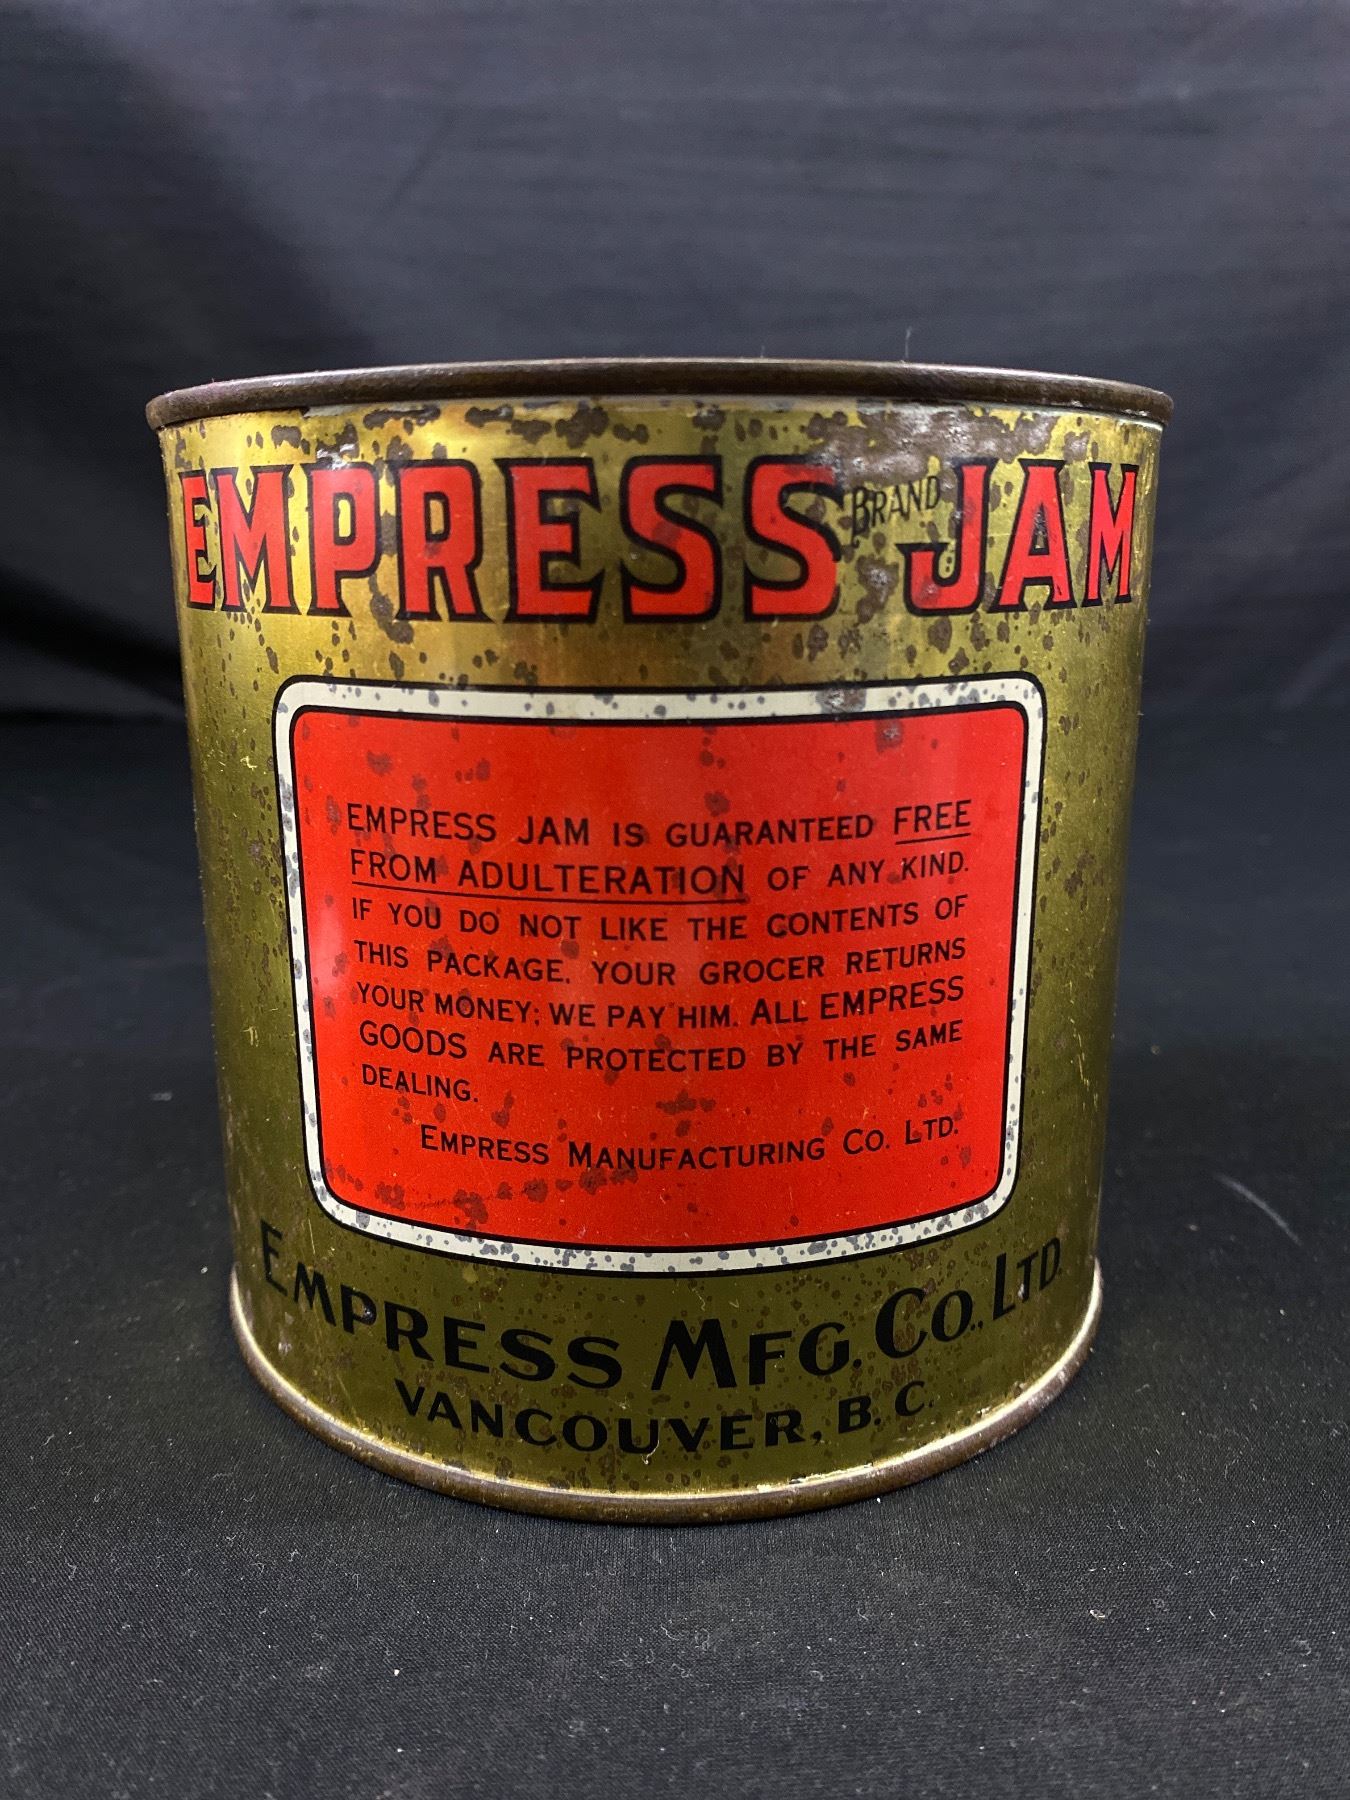 EMPRESS BRAND JAM
EMPRESS JAM IS GUARANTEED FREE
FROM ADULTERATION OF ANY KIND.
IF YOU DO NOT LIKE THE CONTENTS OF
THIS PACKAGE, YOUR GROCER RETURNS
YOUR MONEY; WE PAY HIM. ALL EMPRESS
GOODS ARE PROTECTED BY THE SAME
DEALING.
EMPRESS MANUFACTURING CO. LTD.
EMPRESS MFG. CO., LTD.
VANCOUVER, B. C.